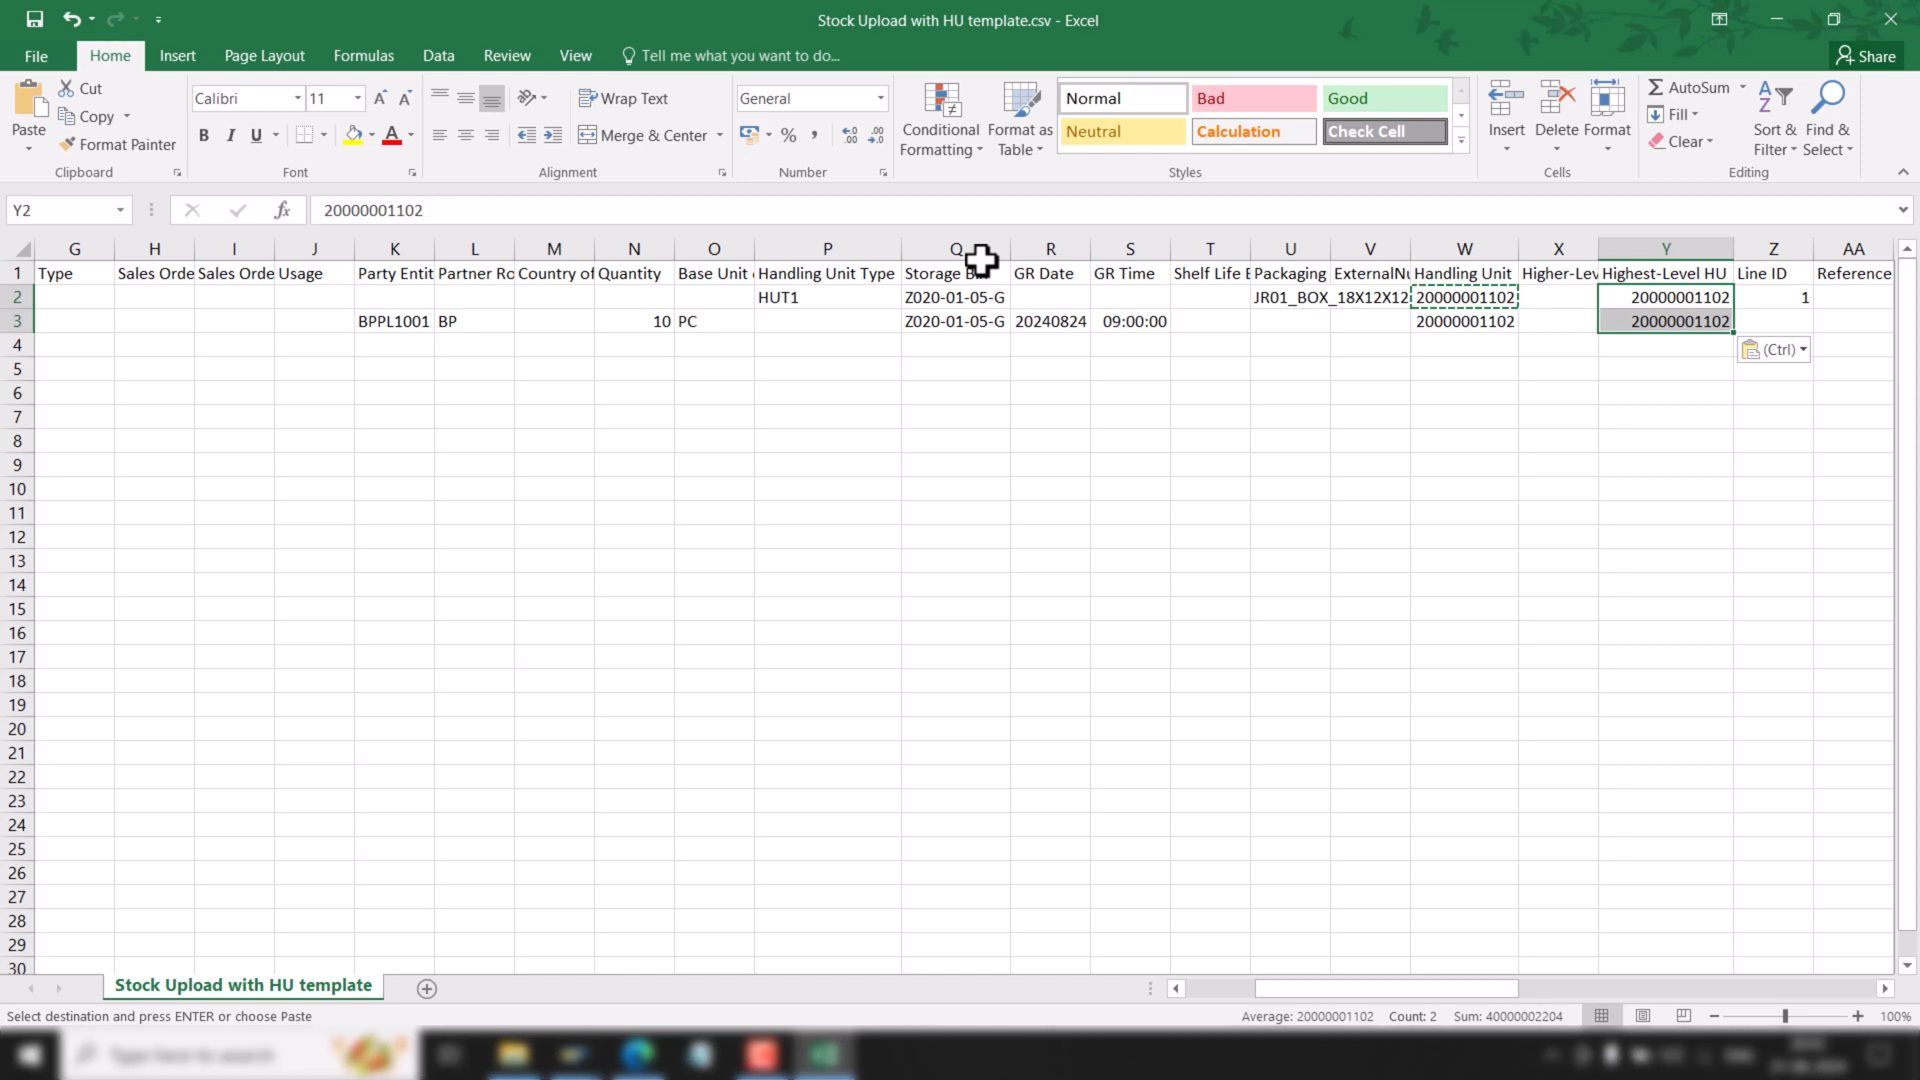 Stock Upload with HU template.csv - Excel
File Home Insert Page Layout Formulas Data Review View Tell me what you want to do... Share
Paste Cut Copy Format Painter Clipboard
Calibri 11 A A B I U A Font
Wrap Text Merge & Center Alignment
General % , Number
Conditional Formatting Format as Table
Normal Bad Good
Neutral Calculation Check Cell
Styles
Insert Delete Format Cells
AutoSum Fill Clear Sort & Filter Find & Select Editing
Y2 fx 20000001102
G H I J K L M N O P Q R S T U V W X Y Z AA
1 Type Sales Orde Sales Orde Usage Party Entit Partner Ro Country of Quantity Base Unit Handling Unit Type Storage B GR Date GR Time Shelf Life E Packaging ExternalNu Handling Unit Higher-Lev Highest-Level HU Line ID Reference
2 HUT1 Z020-01-05-G JR01_BOX_18X12X12 20000001102 20000001102 1
3 BPPL1001 BP 10 PC Z020-01-05-G 20240824 09:00:00 20000001102 20000001102
4 (Ctrl)
5
6
7
8
9
10
11
12
13
14
15
16
17
18
19
20
21
22
23
24
25
26
27
28
29
30
Stock Upload with HU template
Select destination and press ENTER or choose Paste Average: 20000001102 Count: 2 Sum: 40000002204 100%
Type here to search